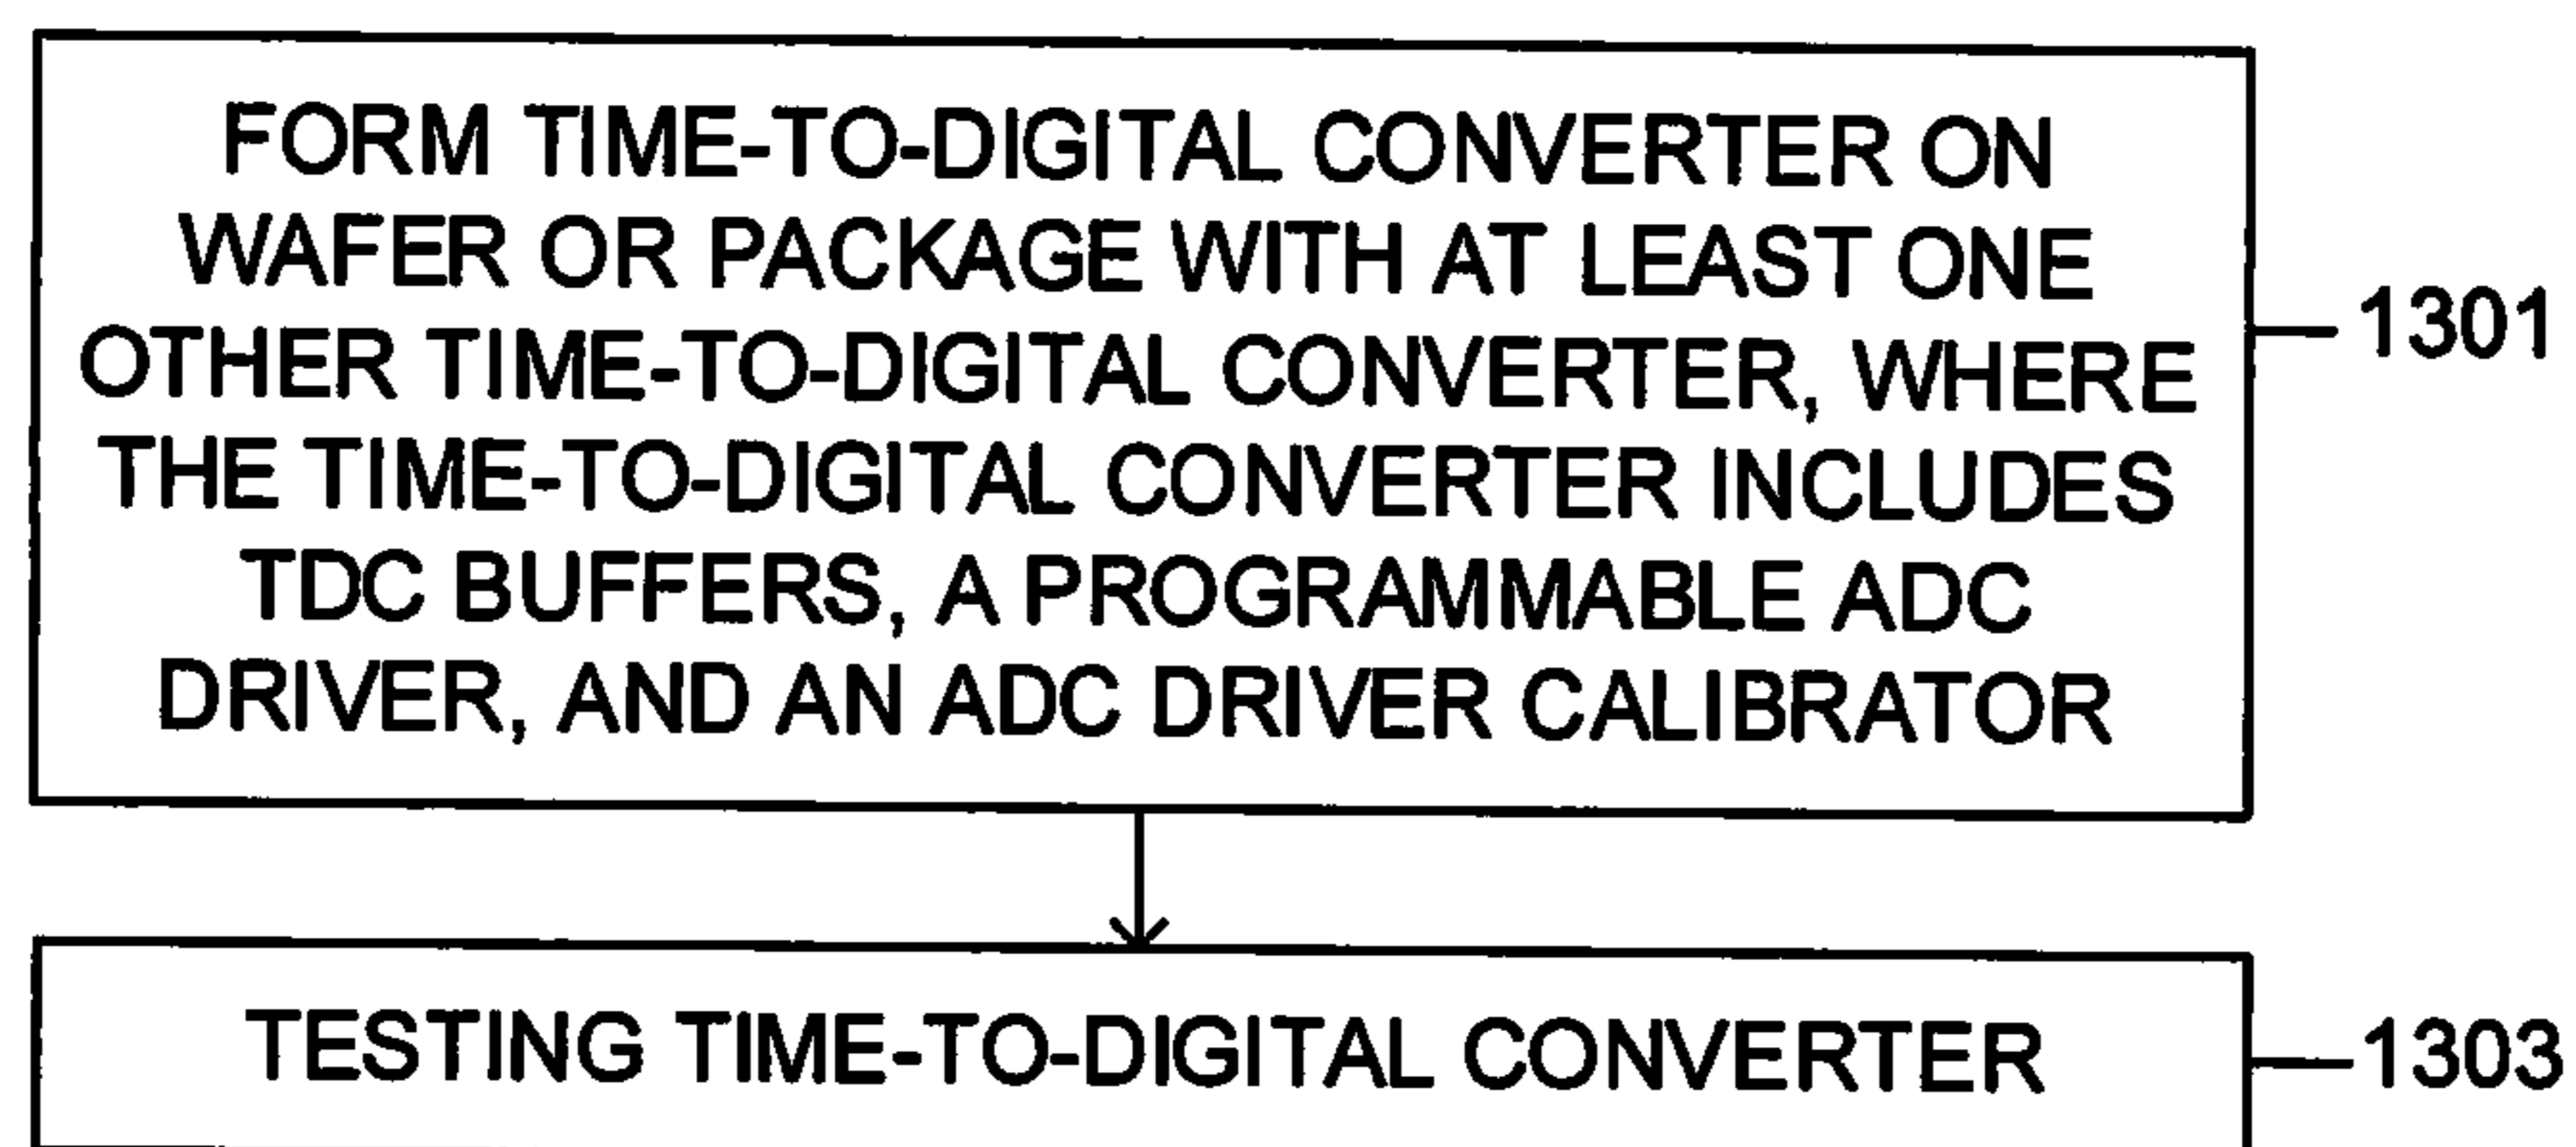 FORM TIME-TO-DIGITAL CONVERTER ON
WAFER OR PACKAGE WITH AT LEAST ONE
OTHER TIME-TO-DIGITAL CONVERTER, WHERE
THE TIME-TO-DIGITAL CONVERTER INCLUDES
TDC BUFFERS, A PROGRAMMABLE ADC
DRIVER, AND AN ADC DRIVER CALIBRATOR
1301
TESTING TIME-TO-DIGITAL CONVERTER
1303